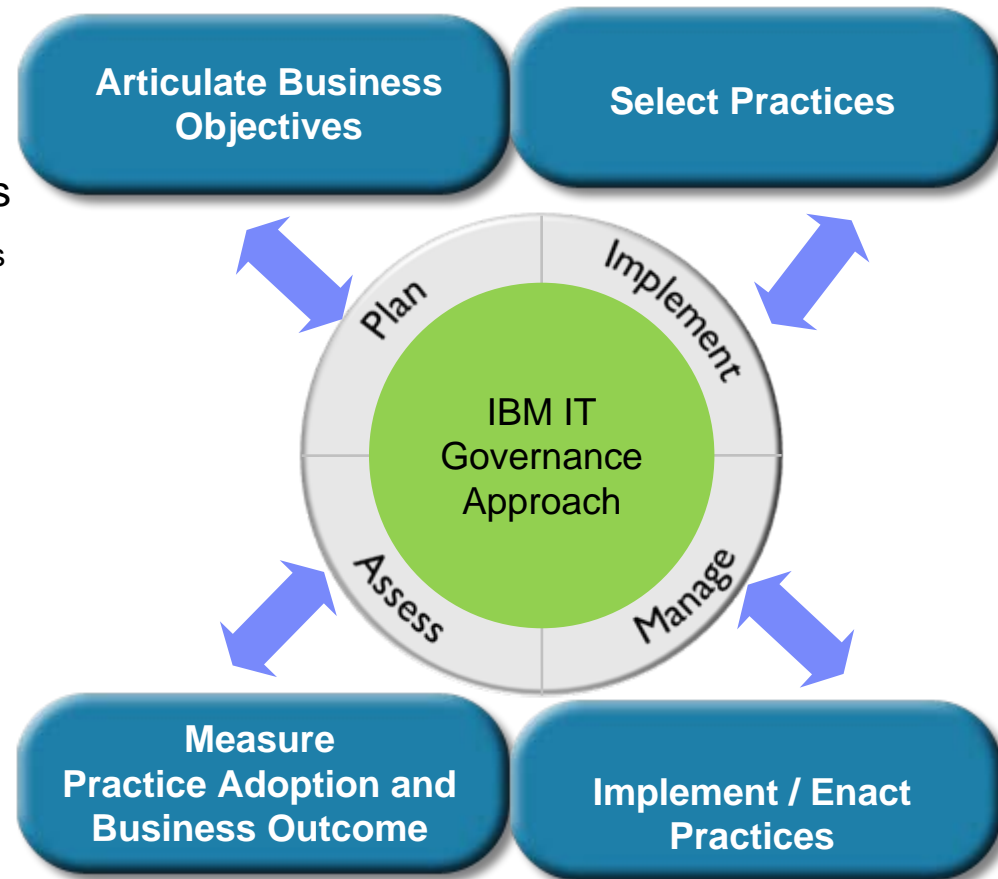 Articulate Business
Objectives
Select Practices
s
s
Plan
Implement
IBM IT
Governance
Approach
Assess
Manage
Measure
Practice Adoption and
Business Outcome
Implement / Enact
Practices